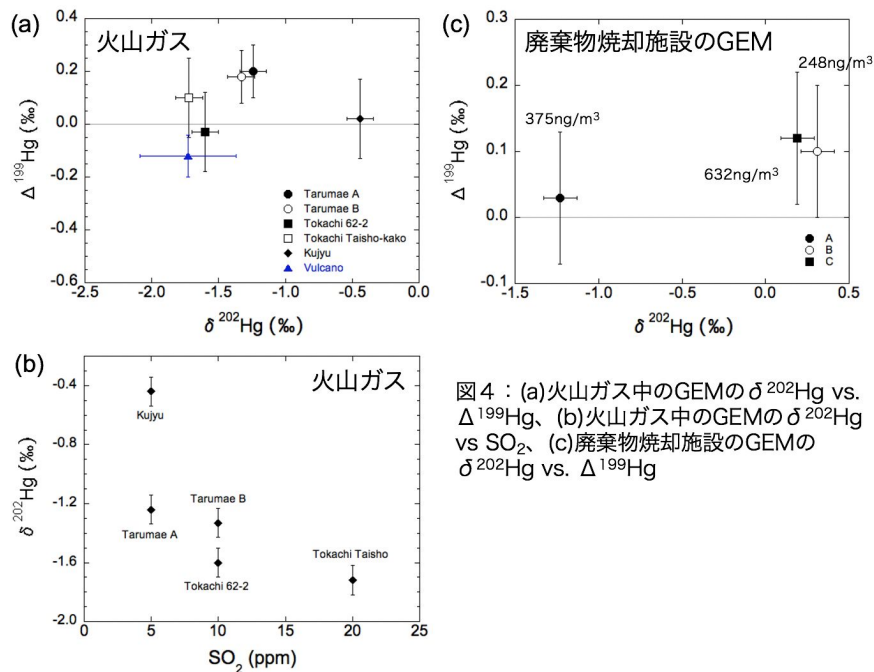 (a)
火山ガス
0.4
0.2
0.0
-0.2
-0.4
-0.6
Δ ¹⁹⁹Hg (‰)
Tarumae A
Tarumae B
Tokachi 62-2
Tokachi Taisho-kako
Kujyu
Vulcano
-2.5 -2.0 -1.5 -1.0 -0.5 0.0
δ ²⁰²Hg (‰)
(c)
廃棄物焼却施設のGEM
0.3
0.2
0.1
0.0
-0.1
Δ ¹⁹⁹Hg (‰)
248ng/m³
375ng/m³
632ng/m³
A
B
C
-1.5 -1.0 -0.5 0.0 0.5
δ ²⁰²Hg (‰)
(b)
火山ガス
-0.4
-0.8
-1.2
-1.6
-2.0
δ ²⁰²Hg (‰)
Kujyu
Tarumae B
Tarumae A
Tokachi Taisho
Tokachi 62-2
0 5 10 15 20 25
SO₂ (ppm)
図４：(a)火山ガス中のGEMのδ²⁰²Hg vs.
Δ¹⁹⁹Hg、(b)火山ガス中のGEMのδ²⁰²Hg
vs SO₂、(c)廃棄物焼却施設のGEMの
δ²⁰²Hg vs. Δ¹⁹⁹Hg